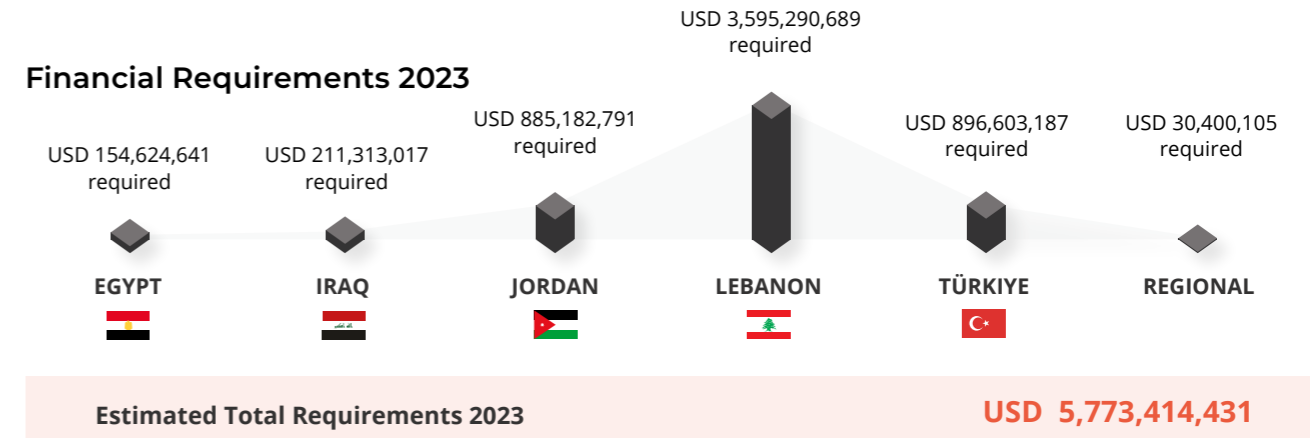 Financial Requirements 2023
USD 154,624,641
required
USD 211,313,017
required
USD 885,182,791
required
USD 3,595,290,689
required
USD 896,603,187
required
USD 30,400,105
required
EGYPT
IRAQ
JORDAN
LEBANON
TÜRKIYE
REGIONAL
Estimated Total Requirements 2023
USD 5,773,414,431